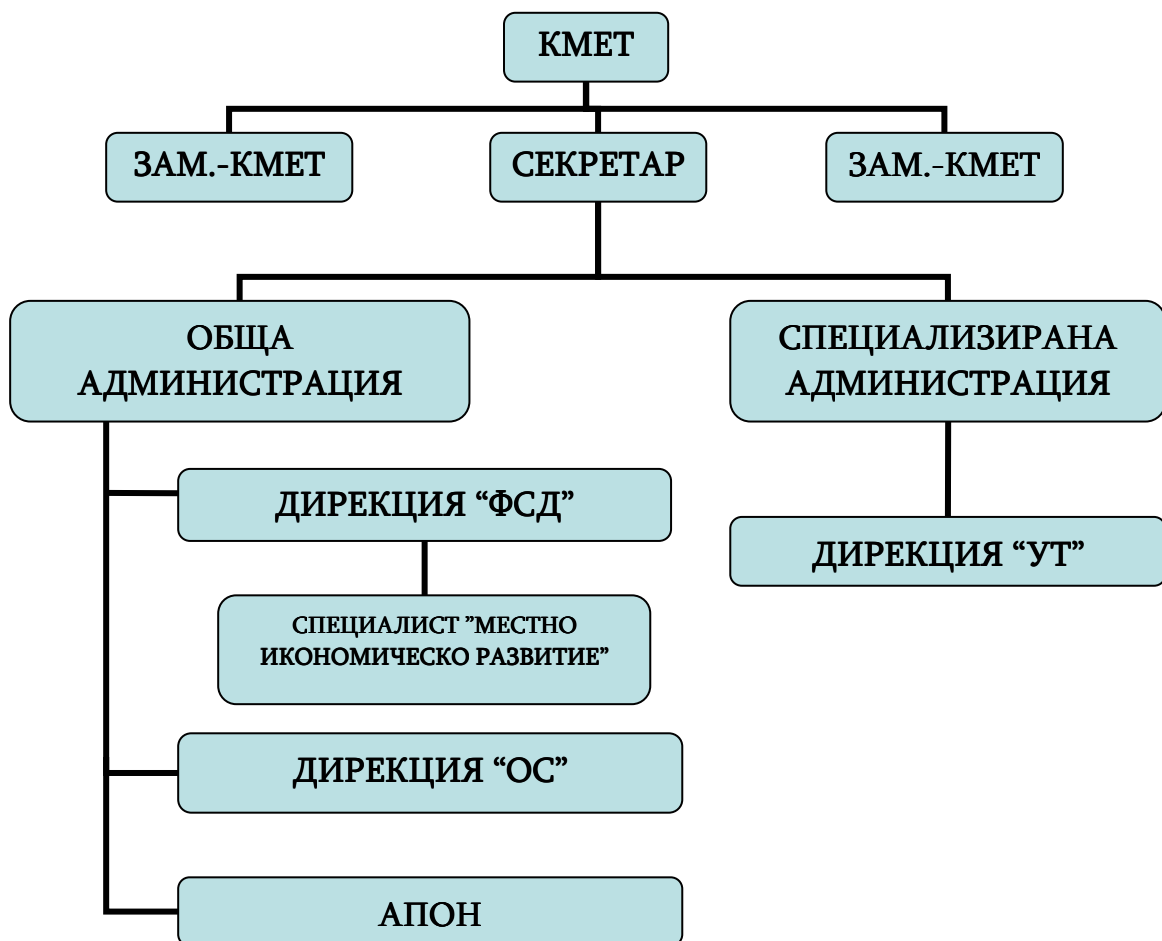 КМЕТ
ЗАМ.-КМЕТ
СЕКРЕТАР
ЗАМ.-КМЕТ
ОБЩА
АДМИНИСТРАЦИЯ
СПЕЦИАЛИЗИРАНА
АДМИНИСТРАЦИЯ
ДИРЕКЦИЯ “ФСД”
ДИРЕКЦИЯ “УТ”
СПЕЦИАЛИСТ ”МЕСТНО
ИКОНОМИЧЕСКО РАЗВИТИЕ”
ДИРЕКЦИЯ “ОС”
АПОН